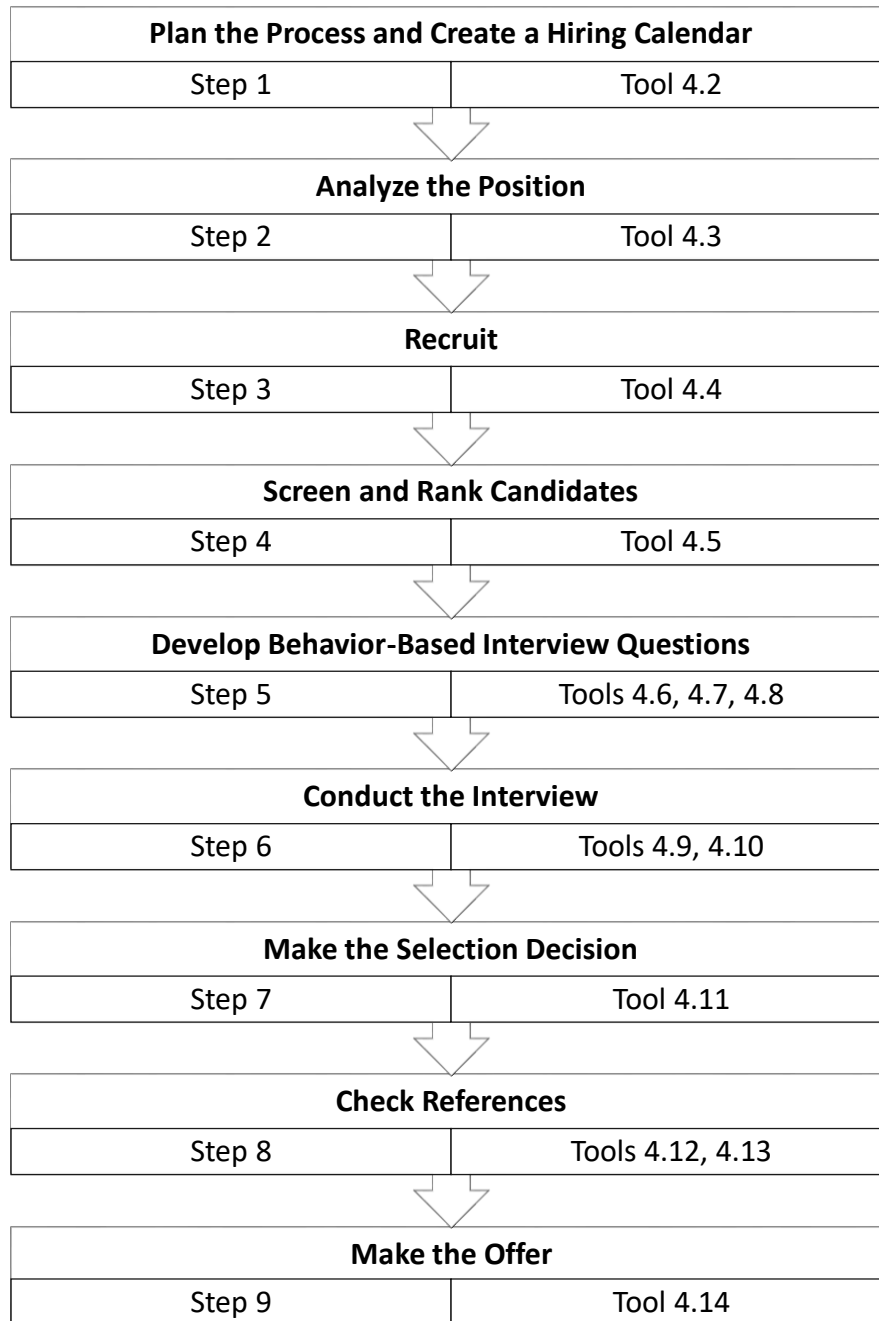 Plan the Process and Create a Hiring Calendar
Step 1 Tool 4.2
Analyze the Position
Step 2 Tool 4.3
Recruit
Step 3 Tool 4.4
Screen and Rank Candidates
Step 4 Tool 4.5
Develop Behavior-Based Interview Questions
Step 5 Tools 4.6, 4.7, 4.8
Conduct the Interview
Step 6 Tools 4.9, 4.10
Make the Selection Decision
Step 7 Tool 4.11
Check References
Step 8 Tools 4.12, 4.13
Make the Offer
Step 9 Tool 4.14